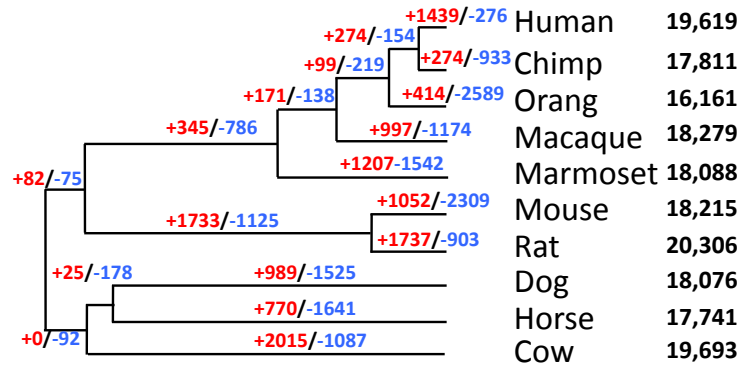 +1439/-276 Human 19,619
+274/-154
+274/-933 Chimp 17,811
+99/-219
+414/-2589 Orang 16,161
+171/-138
+997/-1174 Macaque 18,279
+345/-786
+1207-1542 Marmoset 18,088
+82/-75
+1052/-2309 Mouse 18,215
+1733/-1125
+1737/-903 Rat 20,306
+25/-178
+989/-1525 Dog 18,076
+770/-1641 Horse 17,741
+0/-92
+2015/-1087 Cow 19,693